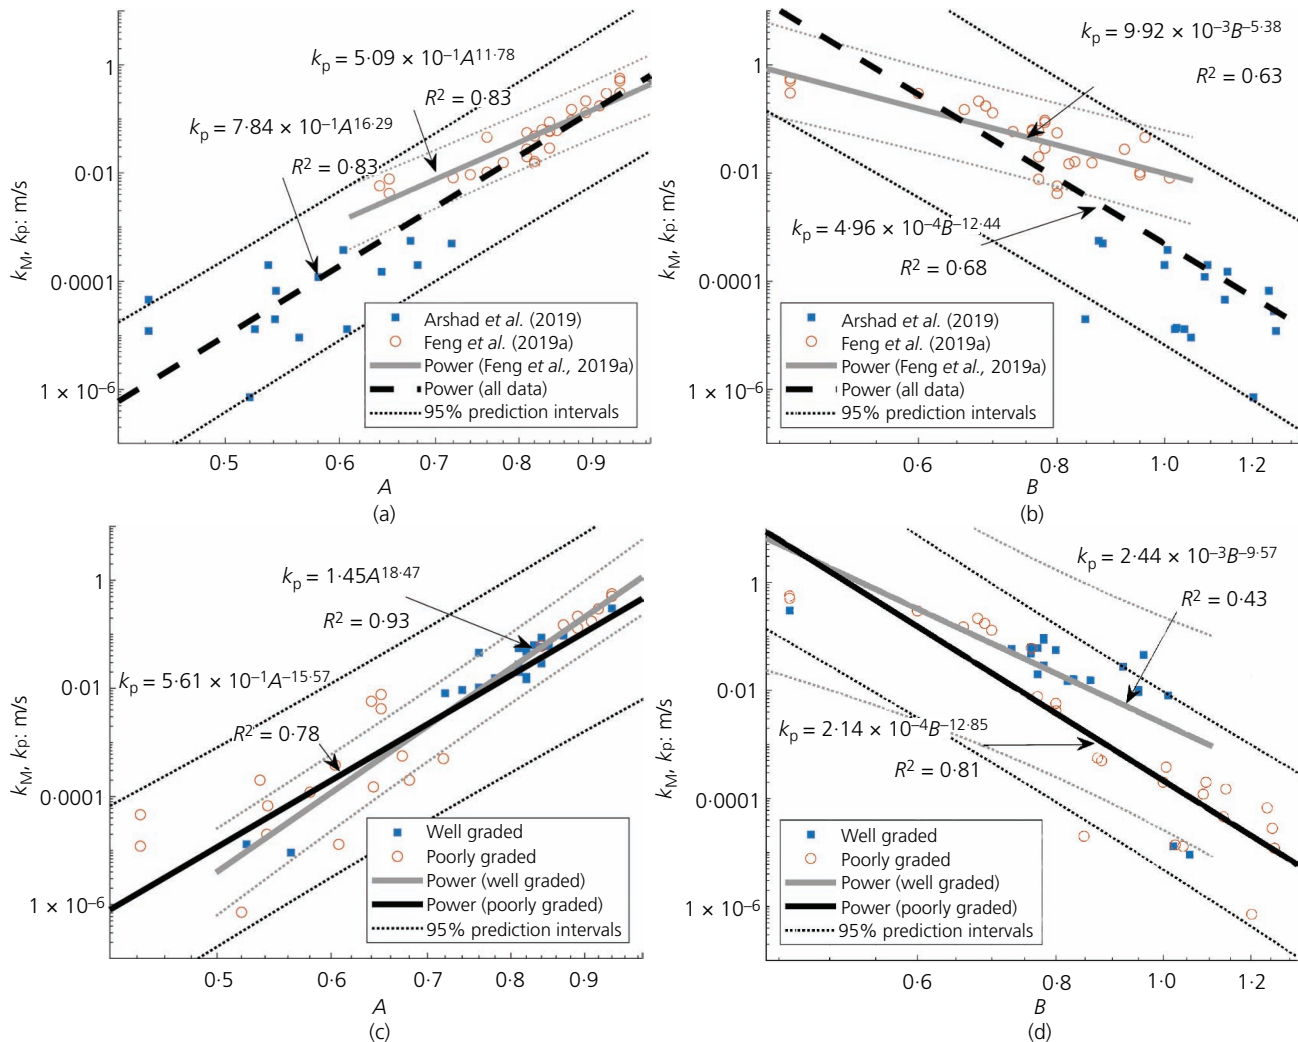 kp = 5·09 × 10–1A11·78
R2 = 0·83
kp = 7·84 × 10–1A16·29
R2 = 0·83
1
0·01
0·0001
1 × 10–6
kM, kp: m/s
Arshad et al. (2019)
Feng et al. (2019a)
Power (Feng et al., 2019a)
Power (all data)
95% prediction intervals
0·5
0·6
0·7
0·8
0·9
A
(a)
kp = 9·92 × 10–3B–5·38
R2 = 0·63
kp = 4·96 × 10–4B–12·44
R2 = 0·68
1
0·01
0·0001
1 × 10–6
kM, kp: m/s
Arshad et al. (2019)
Feng et al. (2019a)
Power (Feng et al., 2019a)
Power (all data)
95% prediction intervals
0·6
0·8
1·0
1·2
B
(b)
kp = 1·45A18·47
R2 = 0·93
kp = 5·61 × 10–1A–15·57
R2 = 0·78
1
0·01
0·0001
1 × 10–6
kM, kp: m/s
Well graded
Poorly graded
Power (well graded)
Power (poorly graded)
95% prediction intervals
0·5
0·6
0·7
0·8
0·9
A
(c)
kp = 2·44 × 10–3B–9·57
R2 = 0·43
kp = 2·14 × 10–4B–12·85
R2 = 0·81
1
0·01
0·0001
1 × 10–6
kM, kp: m/s
Well graded
Poorly graded
Power (well graded)
Power (poorly graded)
95% prediction intervals
0·6
0·8
1·0
1·2
B
(d)